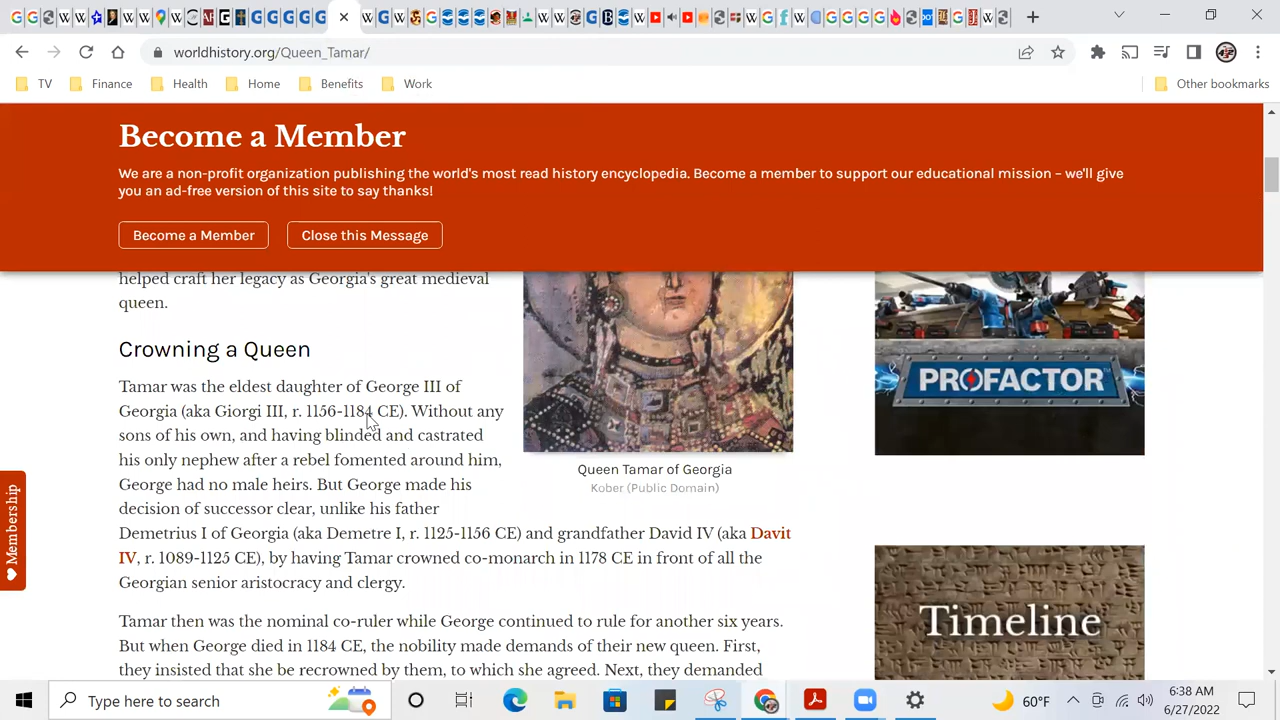 worldhistory.org/Queen_Tamar/
TV
Finance
Health
Home
Benefits
Work
Other bookmarks
Become a Member
We are a non-profit organization publishing the world's most read history encyclopedia. Become a member to support our educational mission – we'll give
you an ad-free version of this site to say thanks!
Become a Member
Close this Message
helped craft her legacy as Georgia's great medieval
queen.
Crowning a Queen
Tamar was the eldest daughter of George III of
Georgia (aka Giorgi III, r. 1156-1184 CE). Without any
sons of his own, and having blinded and castrated
his only nephew after a rebel fomented around him,
George had no male heirs. But George made his
decision of successor clear, unlike his father
Demetrius I of Georgia (aka Demetre I, r. 1125-1156 CE) and grandfather David IV (aka Davit
IV, r. 1089-1125 CE), by having Tamar crowned co-monarch in 1178 CE in front of all the
Georgian senior aristocracy and clergy.
Tamar then was the nominal co-ruler while George continued to rule for another six years.
But when George died in 1184 CE, the nobility made demands of their new queen. First,
they insisted that she be recrowned by them, to which she agreed. Next, they demanded
Queen Tamar of Georgia
Kober (Public Domain)
PROFACTOR
Timeline
Membership
Type here to search
60°F
6:38 AM
6/27/2022